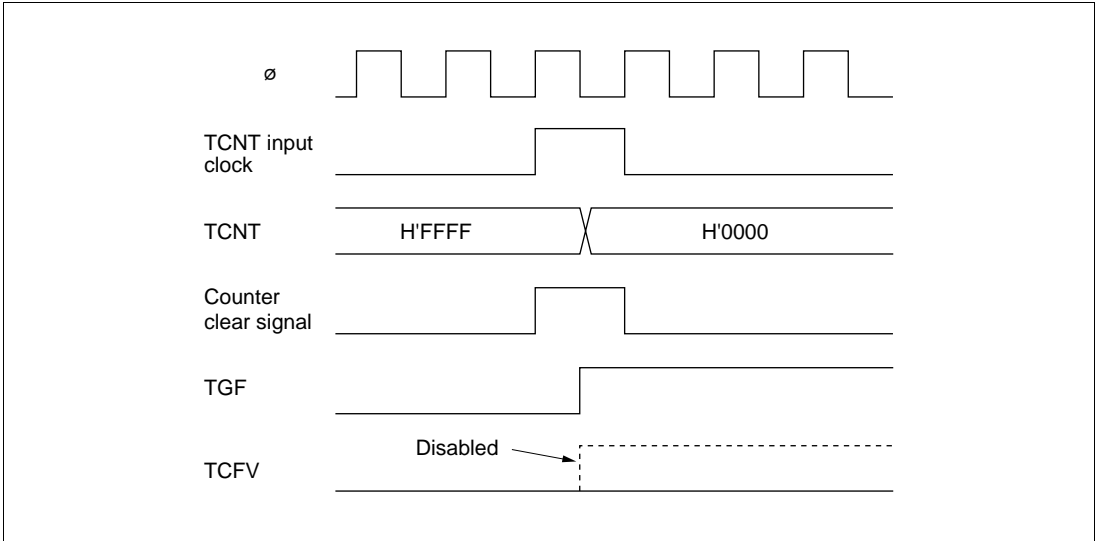 ø
TCNT input
clock
TCNT
H'FFFF
H'0000
Counter
clear signal
TGF
Disabled
TCFV